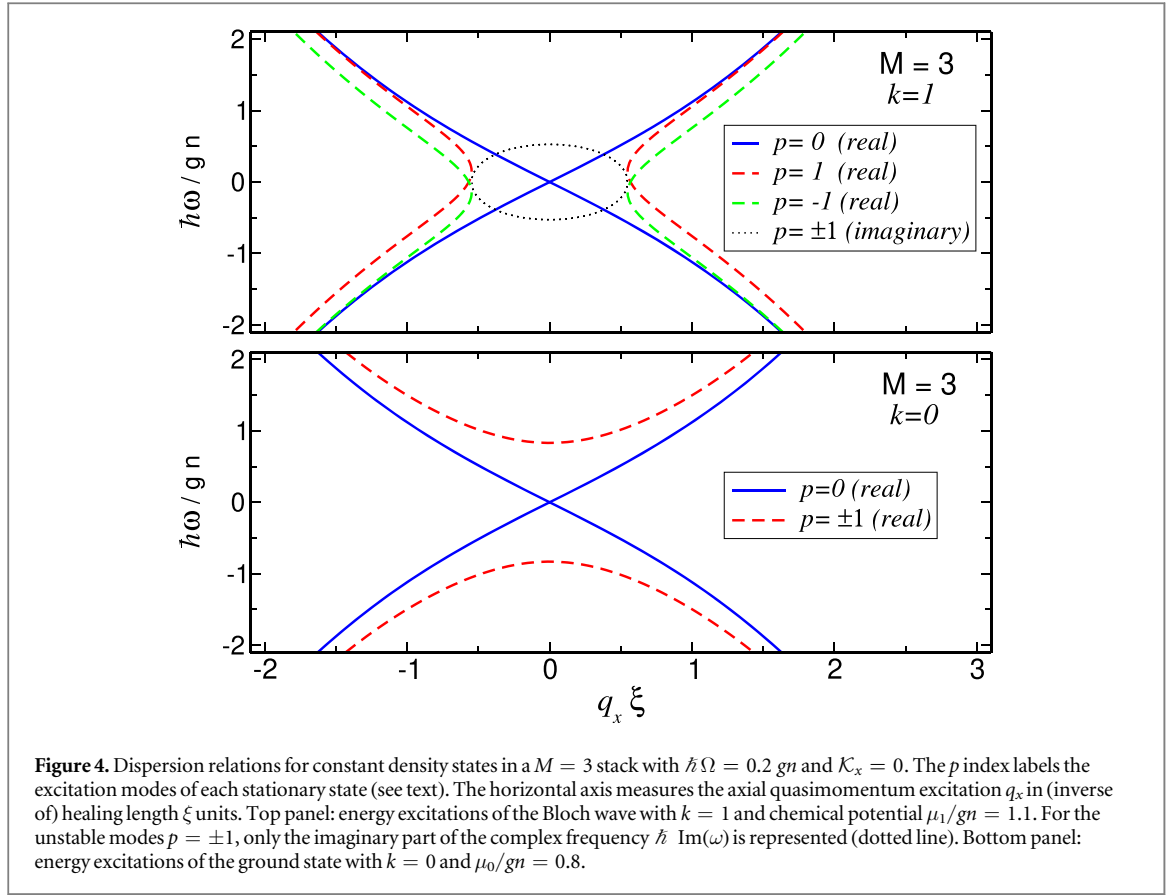 2
1
0
-1
-2
ħω / g n
M = 3
k=1
p= 0 (real)
p= 1 (real)
p= -1 (real)
p= ±1 (imaginary)
2
1
0
-1
-2
ħω / g n
M = 3
k=0
p=0 (real)
p= ±1 (real)
-2 -1 0 1 2 3
qₓ ξ
Figure 4. Dispersion relations for constant density states in a M = 3 stack with ħΩ = 0.2 gn and 𝒦ₓ = 0. The p index labels the
excitation modes of each stationary state (see text). The horizontal axis measures the axial quasimomentum excitation qₓ in (inverse
of) healing length ξ units. Top panel: energy excitations of the Bloch wave with k = 1 and chemical potential μ₁/gn = 1.1. For the
unstable modes p = ±1, only the imaginary part of the complex frequency ħ Im(ω) is represented (dotted line). Bottom panel:
energy excitations of the ground state with k = 0 and μ₀/gn = 0.8.